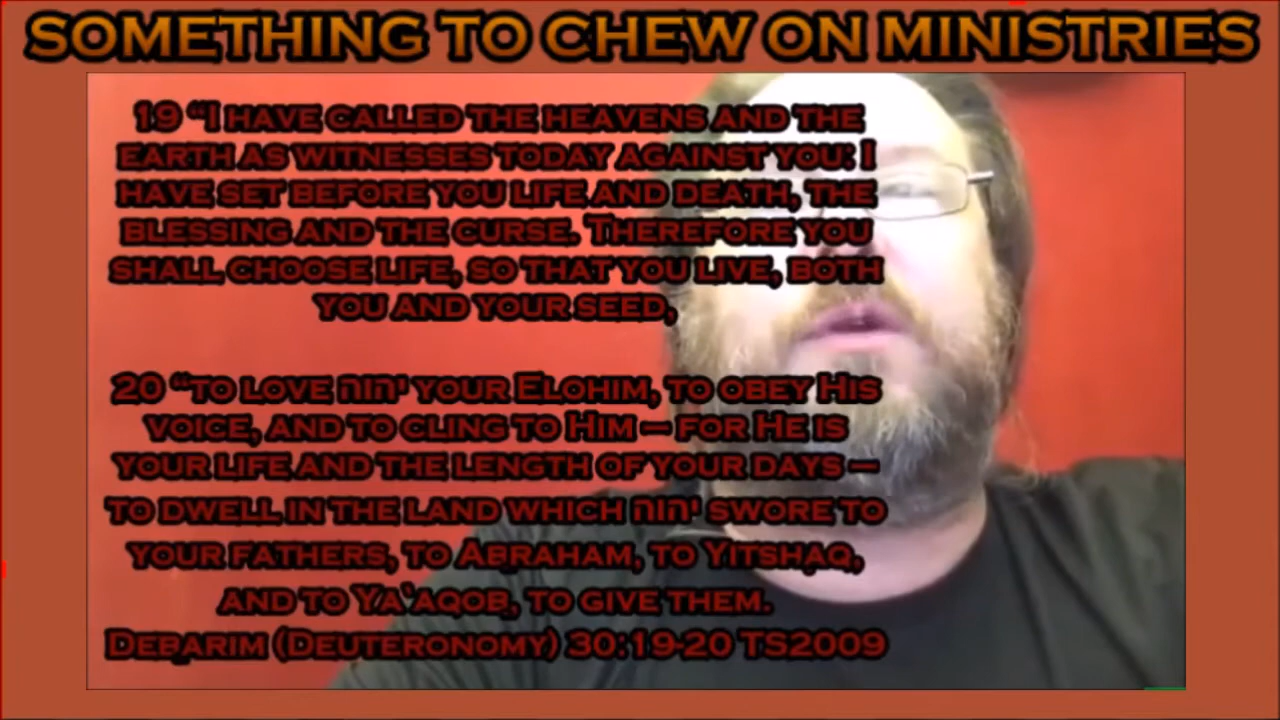 SOMETHING TO CHEW ON MINISTRIES
19 “I HAVE CALLED THE HEAVENS AND THE
EARTH AS WITNESSES TODAY AGAINST YOU: I
HAVE SET BEFORE YOU LIFE AND DEATH, THE
BLESSING AND THE CURSE. THEREFORE YOU
SHALL CHOOSE LIFE, SO THAT YOU LIVE, BOTH
YOU AND YOUR SEED,
20 “TO LOVE יהוה YOUR ELOHIM, TO OBEY HIS
VOICE, AND TO CLING TO HIM – FOR HE IS
YOUR LIFE AND THE LENGTH OF YOUR DAYS –
TO DWELL IN THE LAND WHICH יהוה SWORE TO
YOUR FATHERS, TO ABRAHAM, TO YITSḤAQ,
AND TO YA‛AQOB, TO GIVE THEM.
DEBARIM (DEUTERONOMY) 30:19-20 TS2009